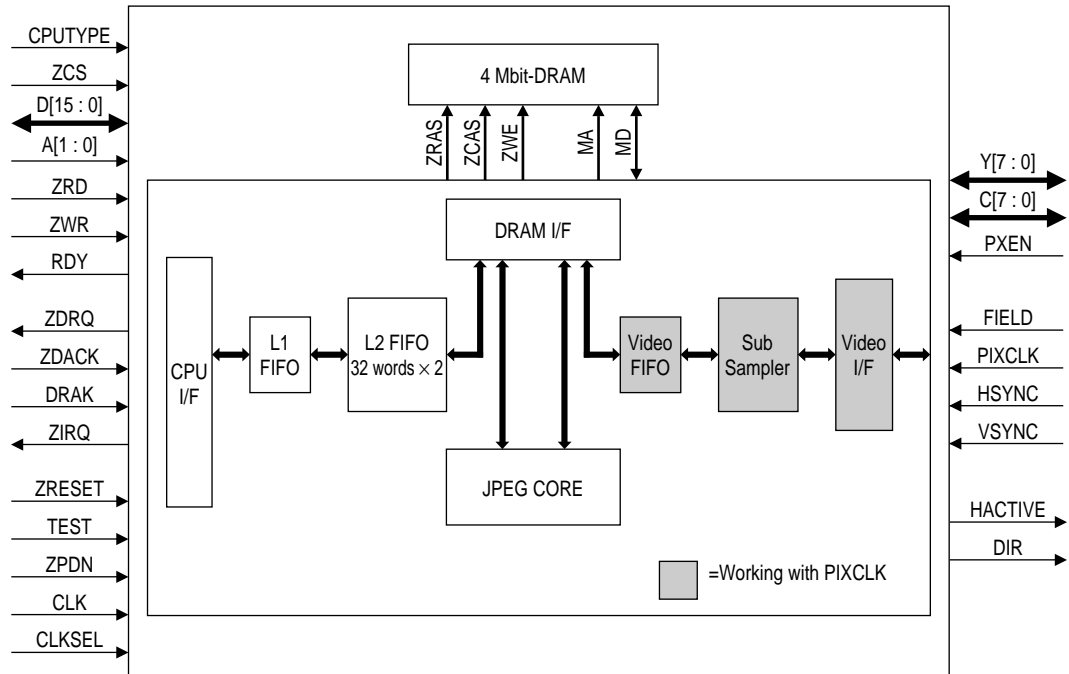 CPUTYPE
ZCS
D[15 : 0]
A[1 : 0]
ZRD
ZWR
RDY
ZDRQ
ZDACK
DRAK
ZIRQ
ZRESET
TEST
ZPDN
CLK
CLKSEL
4 Mbit-DRAM
ZRAS
ZCAS
ZWE
MA
MD
DRAM I/F
CPU
I/F
L1
FIFO
L2 FIFO
32 words × 2
Video
FIFO
Sub
Sampler
Video
I/F
JPEG CORE
=Working with PIXCLK
Y[7 : 0]
C[7 : 0]
PXEN
FIELD
PIXCLK
HSYNC
VSYNC
HACTIVE
DIR